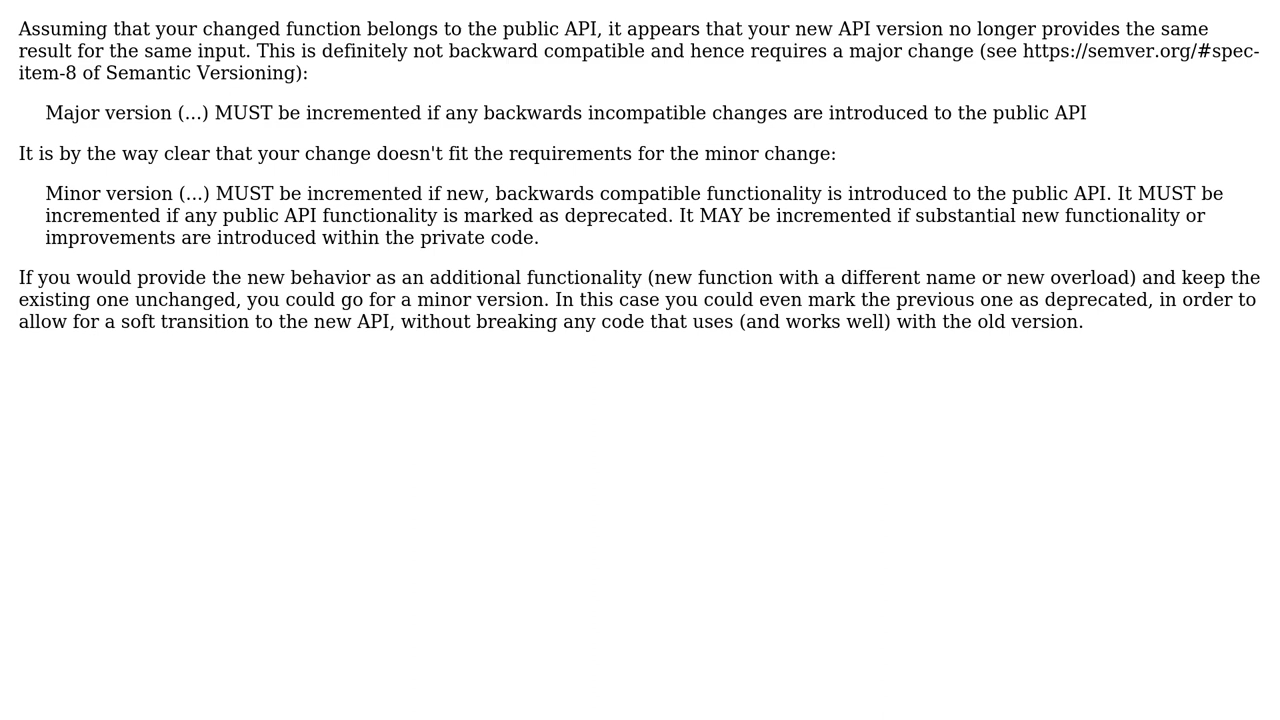 Assuming that your changed function belongs to the public API, it appears that your new API version no longer provides the same
result for the same input. This is definitely not backward compatible and hence requires a major change (see https://semver.org/#spec-
item-8 of Semantic Versioning):
Major version (...) MUST be incremented if any backwards incompatible changes are introduced to the public API
It is by the way clear that your change doesn't fit the requirements for the minor change:
Minor version (...) MUST be incremented if new, backwards compatible functionality is introduced to the public API. It MUST be
incremented if any public API functionality is marked as deprecated. It MAY be incremented if substantial new functionality or
improvements are introduced within the private code.
If you would provide the new behavior as an additional functionality (new function with a different name or new overload) and keep the
existing one unchanged, you could go for a minor version. In this case you could even mark the previous one as deprecated, in order to
allow for a soft transition to the new API, without breaking any code that uses (and works well) with the old version.